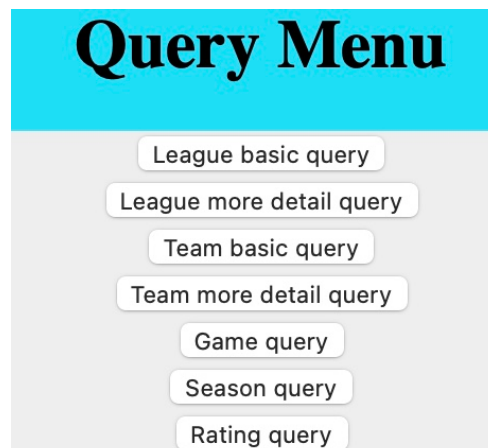 Query Menu
League basic query
League more detail query
Team basic query
Team more detail query
Game query
Season query
Rating query